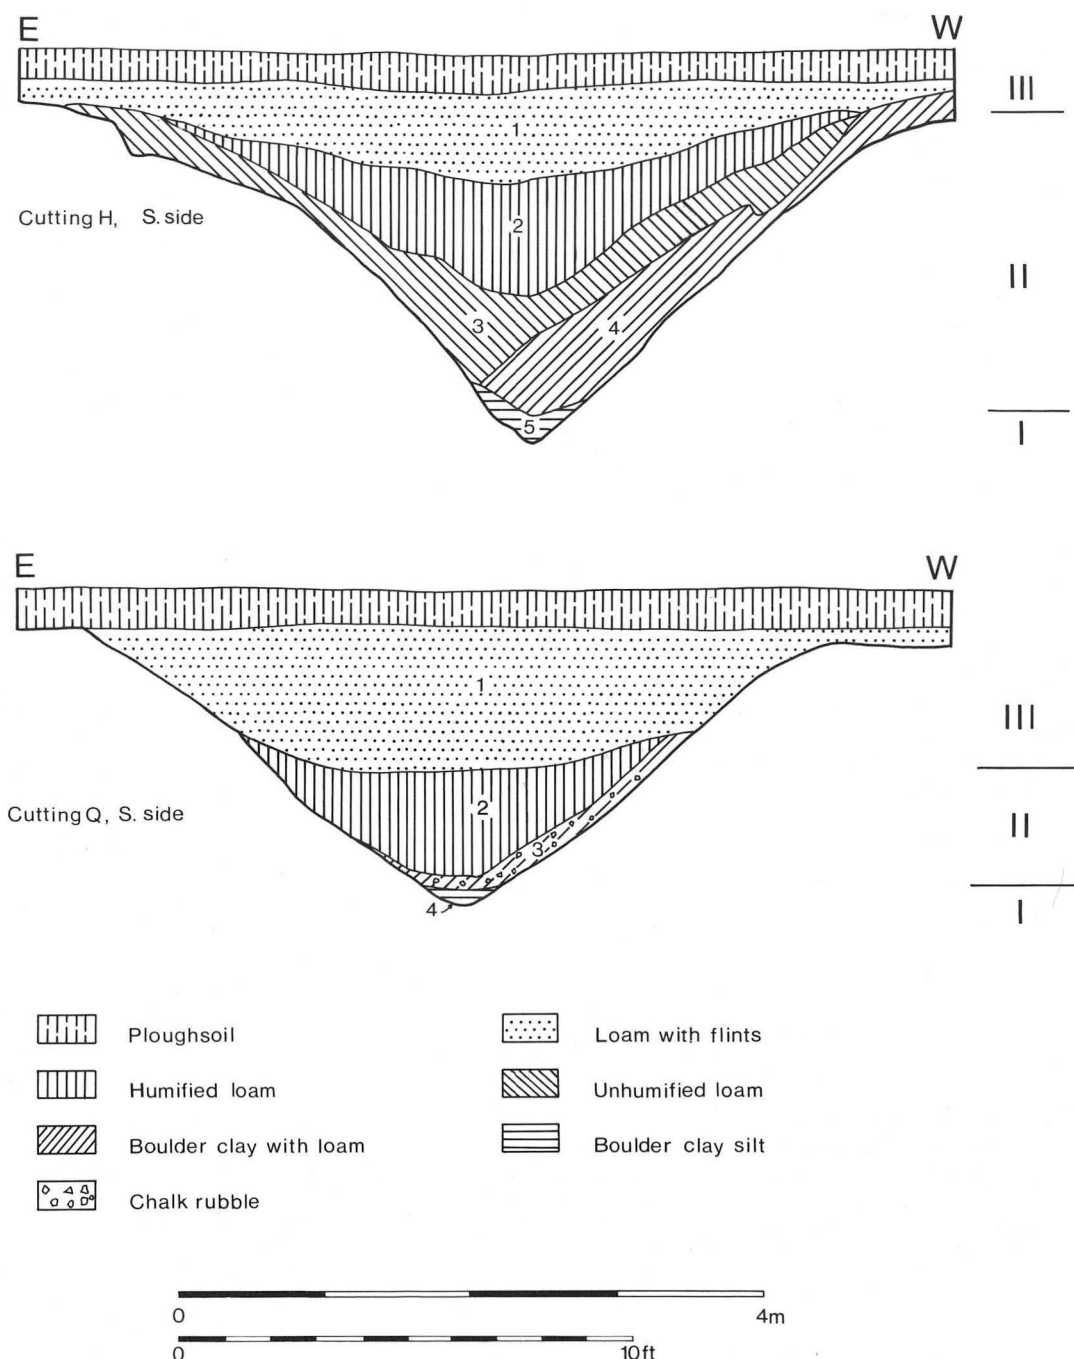 E W
III
1
Cutting H, S. side
2
II
3 4
5
I
E W
1
III
Cutting Q, S. side
2
II
3
4
I
Ploughsoil
Loam with flints
Humified loam
Unhumified loam
Boulder clay with loam
Boulder clay silt
Chalk rubble
0 4m
0 10ft